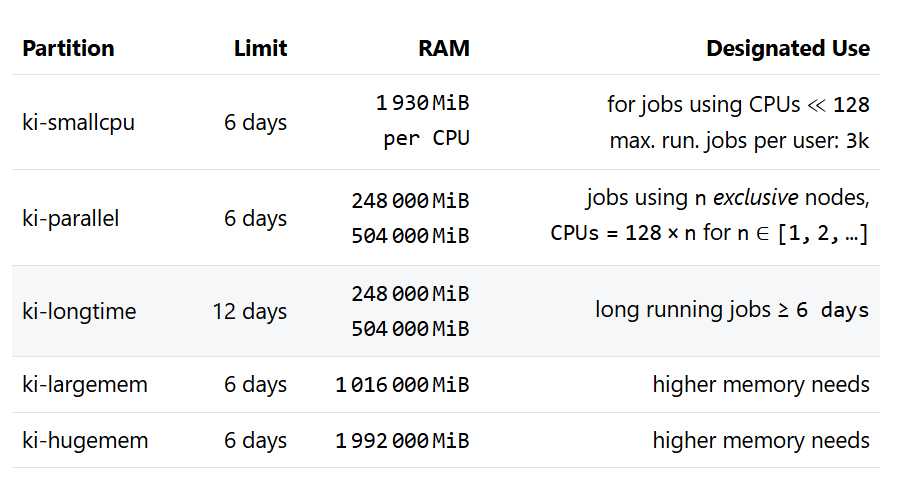 Partition Limit RAM Designated Use
ki-smallcpu 6 days 1 930 MiB per CPU for jobs using CPUs ≪ 128
max. run. jobs per user: 3k
ki-parallel 6 days 248 000 MiB
504 000 MiB jobs using n exclusive nodes,
CPUs = 128 × n for n ∈ [1, 2, …]
ki-longtime 12 days 248 000 MiB
504 000 MiB long running jobs ≥ 6 days
ki-largemem 6 days 1 016 000 MiB higher memory needs
ki-hugemem 6 days 1 992 000 MiB higher memory needs